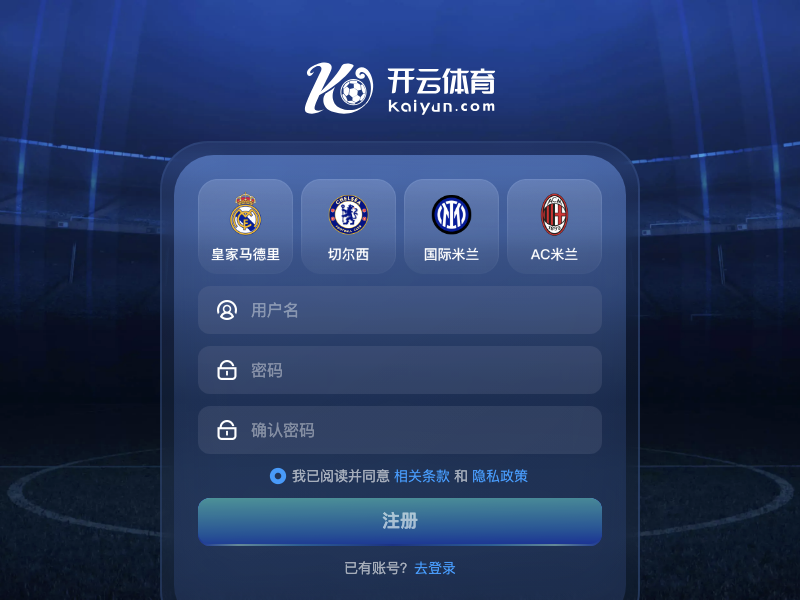 开云体育
kaiyun.com
皇家马德里
切尔西
国际米兰
AC米兰
用户名
密码
确认密码
我已阅读并同意 相关条款 和 隐私政策
注册
已有账号？去登录